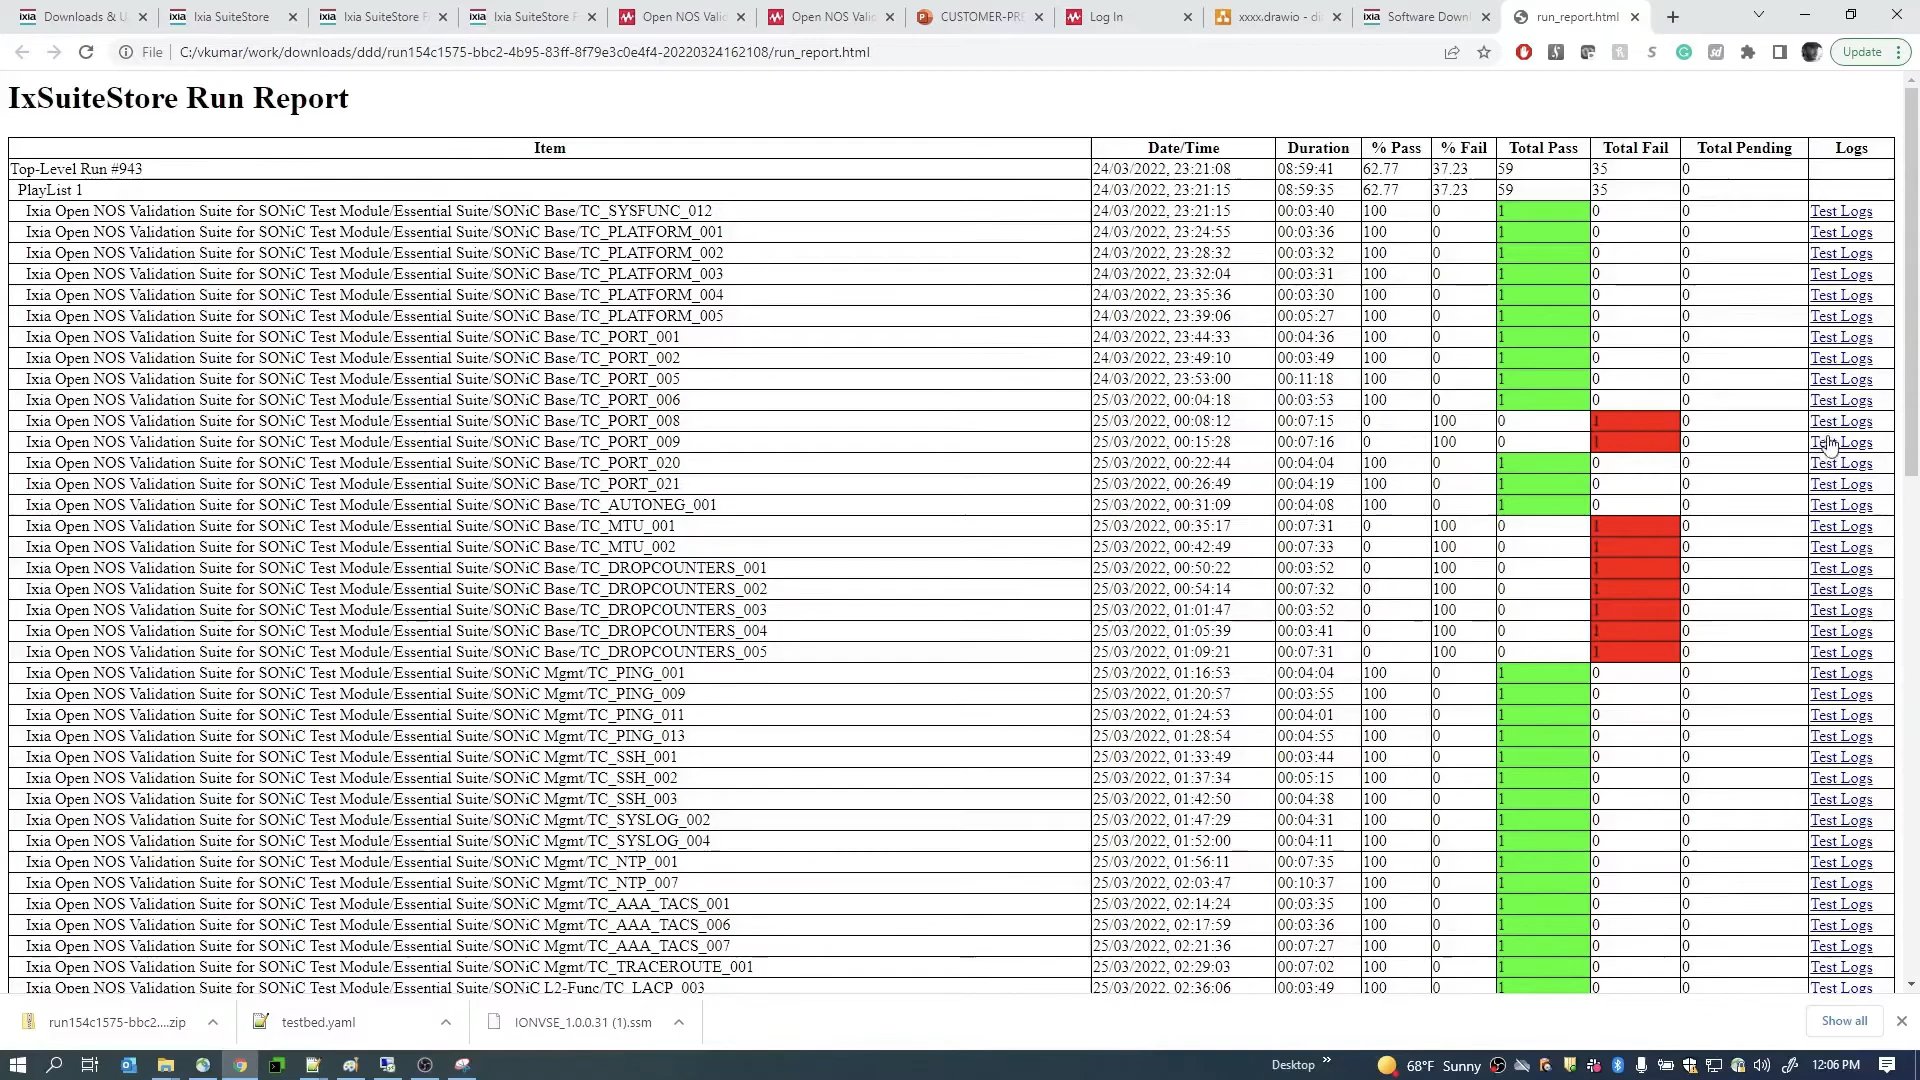 Downloads & U
Ixia SuiteStore
Ixia SuiteStore F
Ixia SuiteStore F
Open NOS Valic
Open NOS Valic
CUSTOMER-PRE
Log In
xxxx.drawio - di
Software Down
run_report.html
File C:/vkumar/work/downloads/ddd/run154c1575-bbc2-4b95-83ff-8f79e3c0e4f4-20220324162108/run_report.html
Update
IxSuiteStore Run Report
Item Date/Time Duration % Pass % Fail Total Pass Total Fail Total Pending Logs
Top-Level Run #943 24/03/2022, 23:21:08 08:59:41 62.77 37.23 59 35 0
PlayList 1 24/03/2022, 23:21:15 08:59:35 62.77 37.23 59 35 0
Ixia Open NOS Validation Suite for SONiC Test Module/Essential Suite/SONiC Base/TC_SYSFUNC_012 24/03/2022, 23:21:15 00:03:40 100 0 1 0 0 Test Logs
Ixia Open NOS Validation Suite for SONiC Test Module/Essential Suite/SONiC Base/TC_PLATFORM_001 24/03/2022, 23:24:55 00:03:36 100 0 1 0 0 Test Logs
Ixia Open NOS Validation Suite for SONiC Test Module/Essential Suite/SONiC Base/TC_PLATFORM_002 24/03/2022, 23:28:32 00:03:32 100 0 1 0 0 Test Logs
Ixia Open NOS Validation Suite for SONiC Test Module/Essential Suite/SONiC Base/TC_PLATFORM_003 24/03/2022, 23:32:04 00:03:31 100 0 1 0 0 Test Logs
Ixia Open NOS Validation Suite for SONiC Test Module/Essential Suite/SONiC Base/TC_PLATFORM_004 24/03/2022, 23:35:36 00:03:30 100 0 1 0 0 Test Logs
Ixia Open NOS Validation Suite for SONiC Test Module/Essential Suite/SONiC Base/TC_PLATFORM_005 24/03/2022, 23:39:06 00:05:27 100 0 1 0 0 Test Logs
Ixia Open NOS Validation Suite for SONiC Test Module/Essential Suite/SONiC Base/TC_PORT_001 24/03/2022, 23:44:33 00:04:36 100 0 1 0 0 Test Logs
Ixia Open NOS Validation Suite for SONiC Test Module/Essential Suite/SONiC Base/TC_PORT_002 24/03/2022, 23:49:10 00:03:49 100 0 1 0 0 Test Logs
Ixia Open NOS Validation Suite for SONiC Test Module/Essential Suite/SONiC Base/TC_PORT_005 24/03/2022, 23:53:00 00:11:18 100 0 1 0 0 Test Logs
Ixia Open NOS Validation Suite for SONiC Test Module/Essential Suite/SONiC Base/TC_PORT_006 25/03/2022, 00:04:18 00:03:53 100 0 1 0 0 Test Logs
Ixia Open NOS Validation Suite for SONiC Test Module/Essential Suite/SONiC Base/TC_PORT_008 25/03/2022, 00:08:12 00:07:15 0 100 0 1 0 Test Logs
Ixia Open NOS Validation Suite for SONiC Test Module/Essential Suite/SONiC Base/TC_PORT_009 25/03/2022, 00:15:28 00:07:16 0 100 0 1 0 Test Logs
Ixia Open NOS Validation Suite for SONiC Test Module/Essential Suite/SONiC Base/TC_PORT_020 25/03/2022, 00:22:44 00:04:04 100 0 1 0 0 Test Logs
Ixia Open NOS Validation Suite for SONiC Test Module/Essential Suite/SONiC Base/TC_PORT_021 25/03/2022, 00:26:49 00:04:19 100 0 1 0 0 Test Logs
Ixia Open NOS Validation Suite for SONiC Test Module/Essential Suite/SONiC Base/TC_AUTONEG_001 25/03/2022, 00:31:09 00:04:08 100 0 1 0 0 Test Logs
Ixia Open NOS Validation Suite for SONiC Test Module/Essential Suite/SONiC Base/TC_MTU_001 25/03/2022, 00:35:17 00:07:31 0 100 0 1 0 Test Logs
Ixia Open NOS Validation Suite for SONiC Test Module/Essential Suite/SONiC Base/TC_MTU_002 25/03/2022, 00:42:49 00:07:33 0 100 0 1 0 Test Logs
Ixia Open NOS Validation Suite for SONiC Test Module/Essential Suite/SONiC Base/TC_DROPCOUNTERS_001 25/03/2022, 00:50:22 00:03:52 0 100 0 1 0 Test Logs
Ixia Open NOS Validation Suite for SONiC Test Module/Essential Suite/SONiC Base/TC_DROPCOUNTERS_002 25/03/2022, 00:54:14 00:07:32 0 100 0 1 0 Test Logs
Ixia Open NOS Validation Suite for SONiC Test Module/Essential Suite/SONiC Base/TC_DROPCOUNTERS_003 25/03/2022, 01:01:47 00:03:52 0 100 0 1 0 Test Logs
Ixia Open NOS Validation Suite for SONiC Test Module/Essential Suite/SONiC Base/TC_DROPCOUNTERS_004 25/03/2022, 01:05:39 00:03:41 0 100 0 1 0 Test Logs
Ixia Open NOS Validation Suite for SONiC Test Module/Essential Suite/SONiC Base/TC_DROPCOUNTERS_005 25/03/2022, 01:09:21 00:07:31 0 100 0 1 0 Test Logs
Ixia Open NOS Validation Suite for SONiC Test Module/Essential Suite/SONiC Mgmt/TC_PING_001 25/03/2022, 01:16:53 00:04:04 100 0 1 0 0 Test Logs
Ixia Open NOS Validation Suite for SONiC Test Module/Essential Suite/SONiC Mgmt/TC_PING_009 25/03/2022, 01:20:57 00:03:55 100 0 1 0 0 Test Logs
Ixia Open NOS Validation Suite for SONiC Test Module/Essential Suite/SONiC Mgmt/TC_PING_011 25/03/2022, 01:24:53 00:04:01 100 0 1 0 0 Test Logs
Ixia Open NOS Validation Suite for SONiC Test Module/Essential Suite/SONiC Mgmt/TC_PING_013 25/03/2022, 01:28:54 00:04:55 100 0 1 0 0 Test Logs
Ixia Open NOS Validation Suite for SONiC Test Module/Essential Suite/SONiC Mgmt/TC_SSH_001 25/03/2022, 01:33:49 00:03:44 100 0 1 0 0 Test Logs
Ixia Open NOS Validation Suite for SONiC Test Module/Essential Suite/SONiC Mgmt/TC_SSH_002 25/03/2022, 01:37:34 00:05:15 100 0 1 0 0 Test Logs
Ixia Open NOS Validation Suite for SONiC Test Module/Essential Suite/SONiC Mgmt/TC_SSH_003 25/03/2022, 01:42:50 00:04:38 100 0 1 0 0 Test Logs
Ixia Open NOS Validation Suite for SONiC Test Module/Essential Suite/SONiC Mgmt/TC_SYSLOG_002 25/03/2022, 01:47:29 00:04:31 100 0 1 0 0 Test Logs
Ixia Open NOS Validation Suite for SONiC Test Module/Essential Suite/SONiC Mgmt/TC_SYSLOG_004 25/03/2022, 01:52:00 00:04:11 100 0 1 0 0 Test Logs
Ixia Open NOS Validation Suite for SONiC Test Module/Essential Suite/SONiC Mgmt/TC_NTP_001 25/03/2022, 01:56:11 00:07:35 100 0 1 0 0 Test Logs
Ixia Open NOS Validation Suite for SONiC Test Module/Essential Suite/SONiC Mgmt/TC_NTP_007 25/03/2022, 02:03:47 00:10:37 100 0 1 0 0 Test Logs
Ixia Open NOS Validation Suite for SONiC Test Module/Essential Suite/SONiC Mgmt/TC_AAA_TACS_001 25/03/2022, 02:14:24 00:03:35 100 0 1 0 0 Test Logs
Ixia Open NOS Validation Suite for SONiC Test Module/Essential Suite/SONiC Mgmt/TC_AAA_TACS_006 25/03/2022, 02:17:59 00:03:36 100 0 1 0 0 Test Logs
Ixia Open NOS Validation Suite for SONiC Test Module/Essential Suite/SONiC Mgmt/TC_AAA_TACS_007 25/03/2022, 02:21:36 00:07:27 100 0 1 0 0 Test Logs
Ixia Open NOS Validation Suite for SONiC Test Module/Essential Suite/SONiC Mgmt/TC_TRACEROUTE_001 25/03/2022, 02:29:03 00:07:02 100 0 1 0 0 Test Logs
Ixia Open NOS Validation Suite for SONiC Test Module/Essential Suite/SONiC L2-Func/TC_LACP_003 25/03/2022, 02:36:06 00:03:49 100 0 1 0 0 Test Logs
run154c1575-bbc2....zip
testbed.yaml
IONVSE_1.0.0.31 (1).ssm
Show all
Desktop
68°F Sunny
12:06 PM